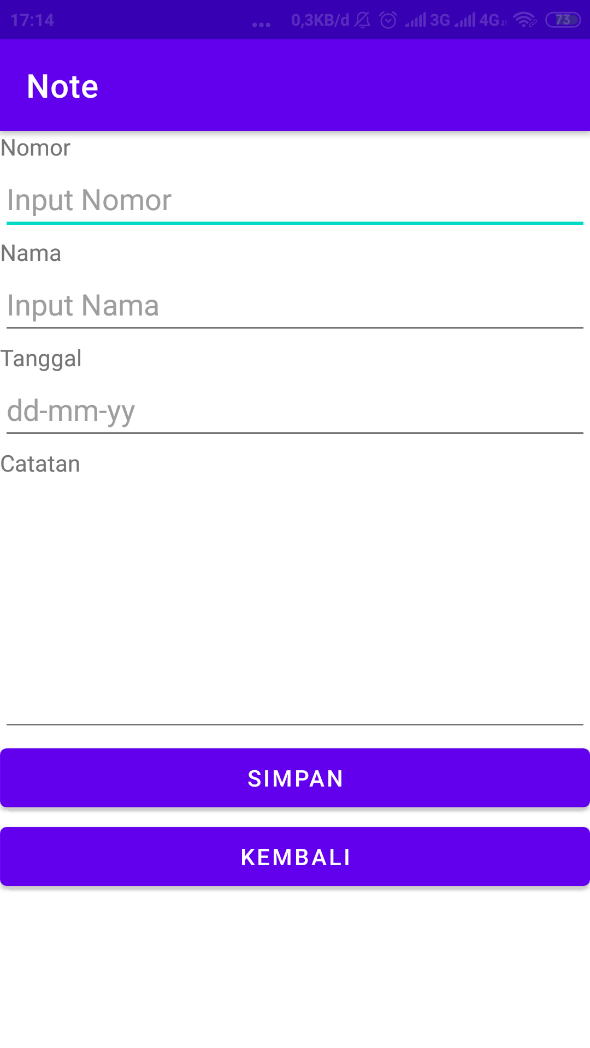 17:14 ... 0,3KB/d 3G 4G 73
Note
Nomor
Input Nomor
Nama
Input Nama
Tanggal
dd-mm-yy
Catatan
SIMPAN
KEMBALI